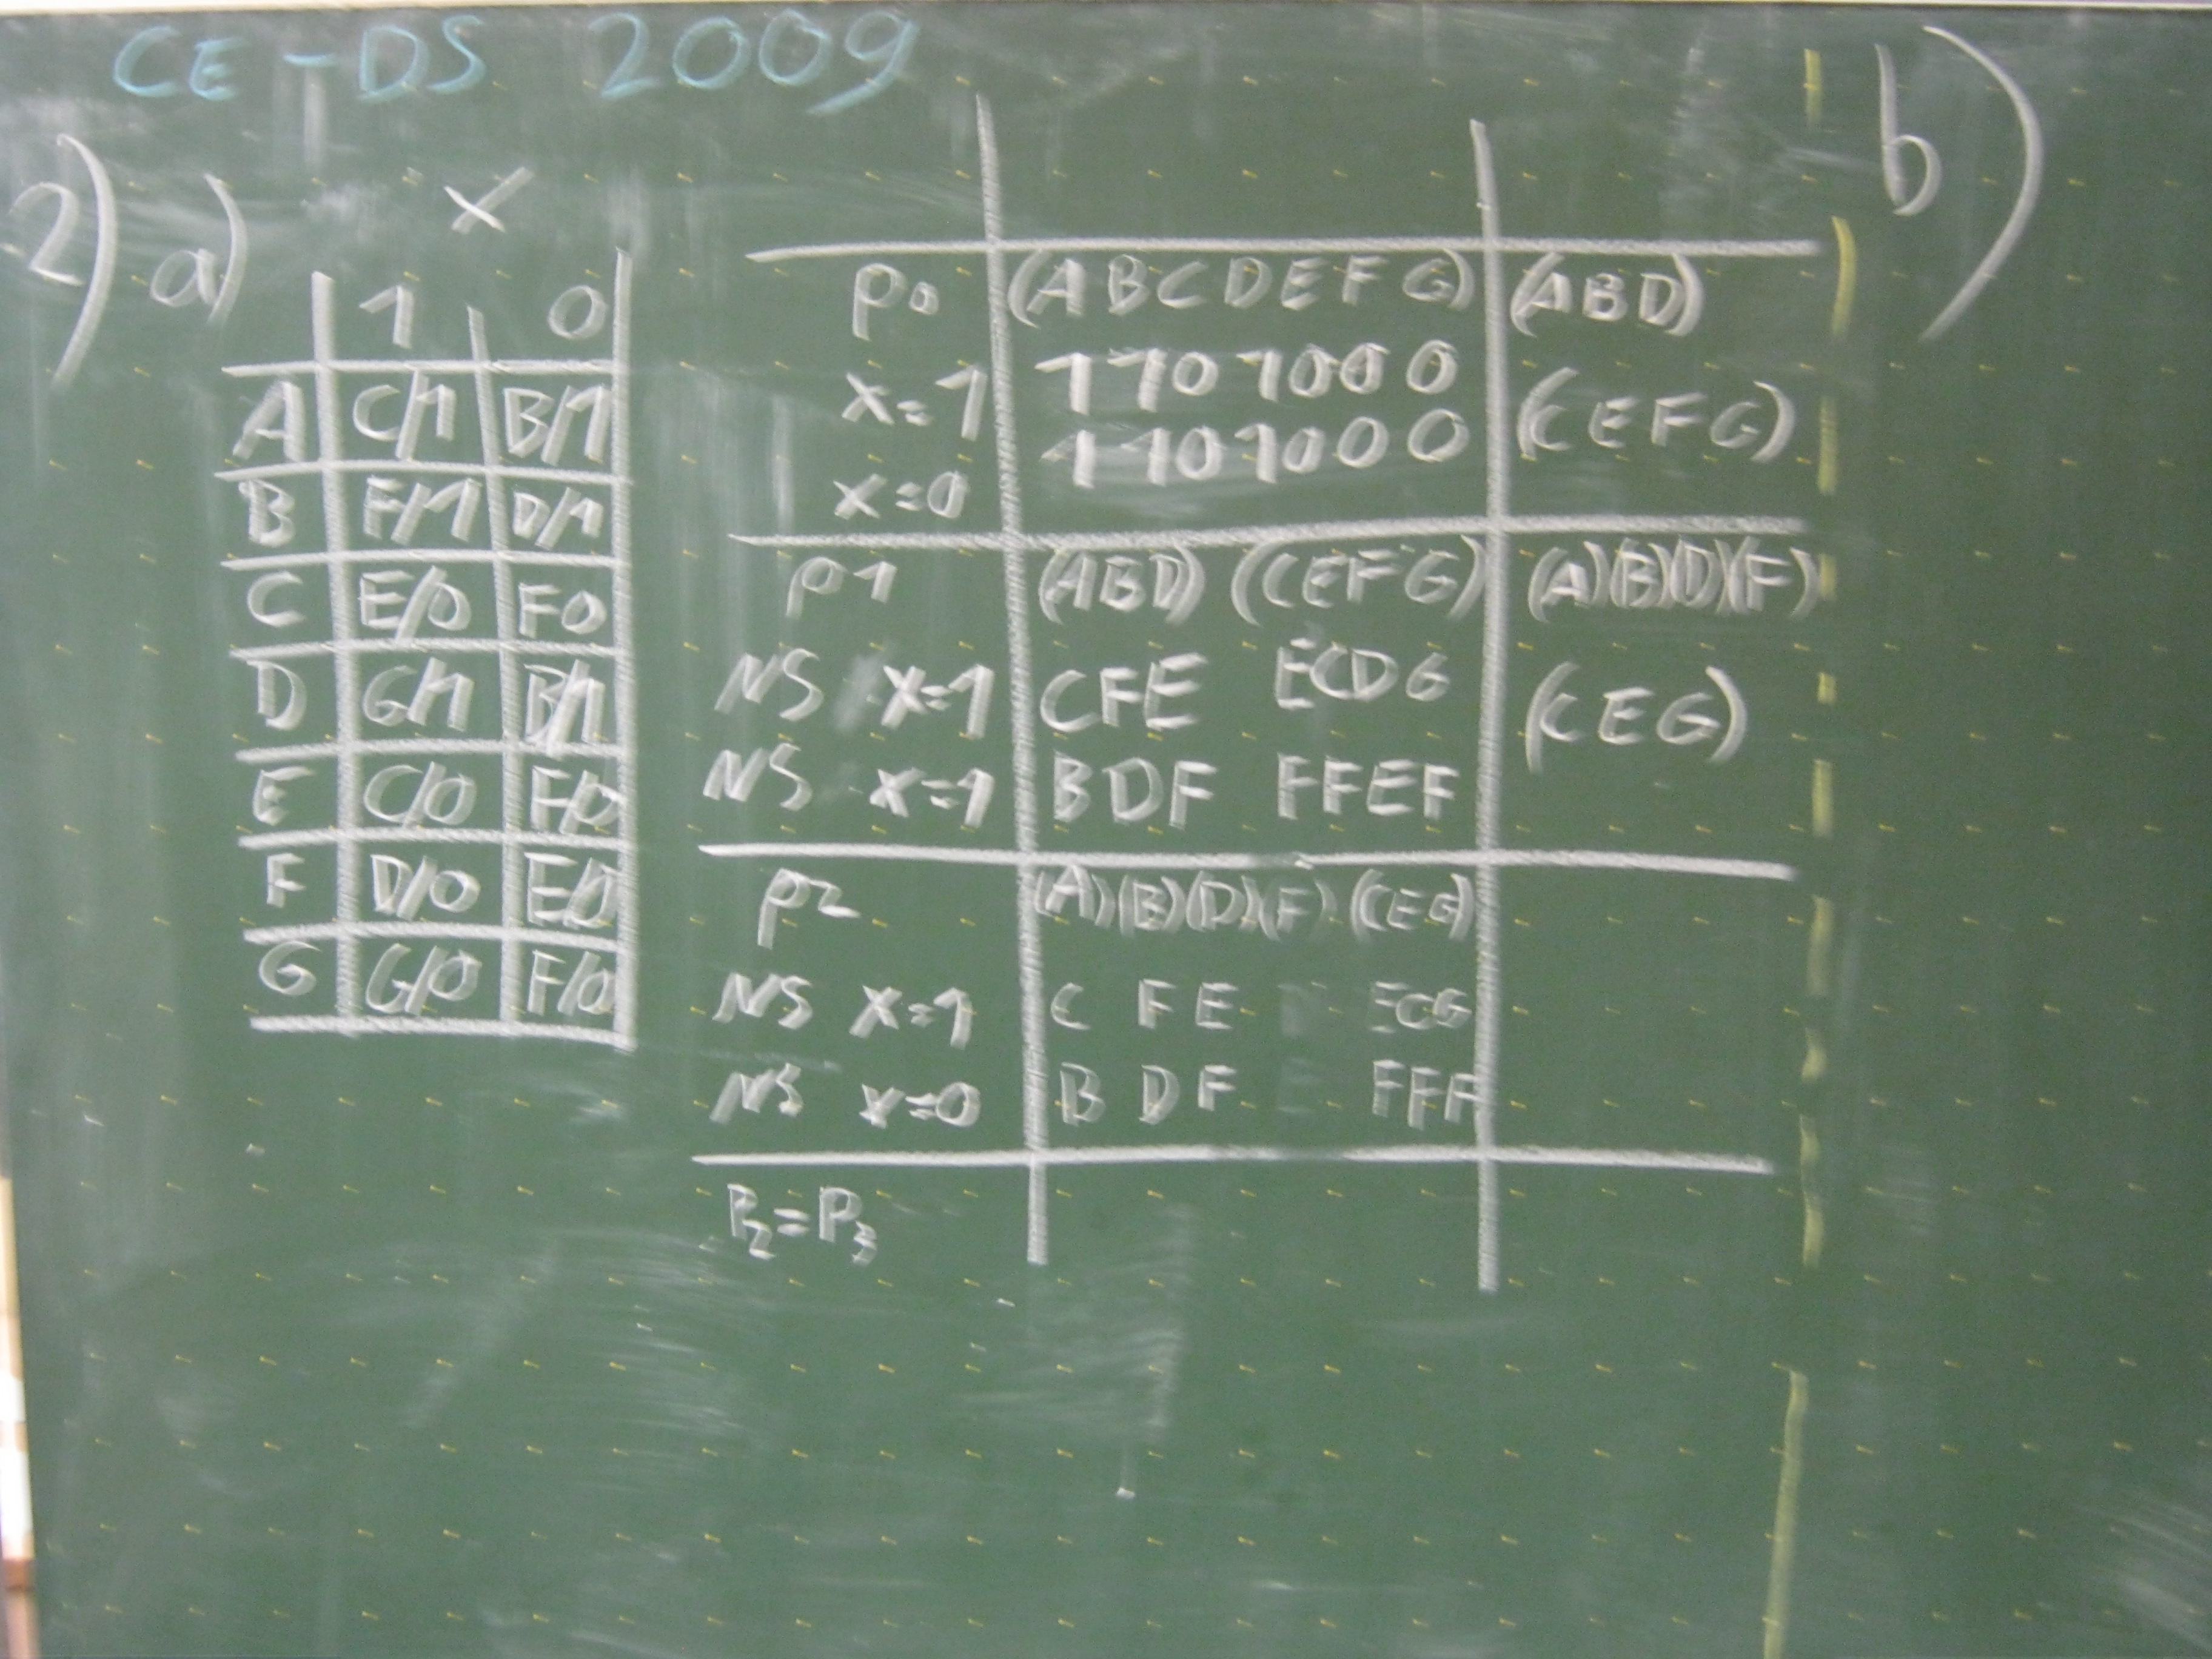 CE-DS 2009
2) a) x
1 0
A C/1 B/1
B F/1 D/1
C E/0 F0
D G/1 B/1
E C/0 F/0
F D/0 E/0
G G/0 F/0
P0 (ABCDEFG) (ABD)
x=1 1101000 (CEFG)
x=0 1101000
P1 (ABD) (CEFG) (A)(B)(D)(F)
NS x=1 CFE ECDG (CEG)
NS x=1 BDF FFEF
P2 (A)(B)(D)(F) (CEG)
NS x=1 C F E ECG
NS x=0 B D F FFF
P2=P3
b)